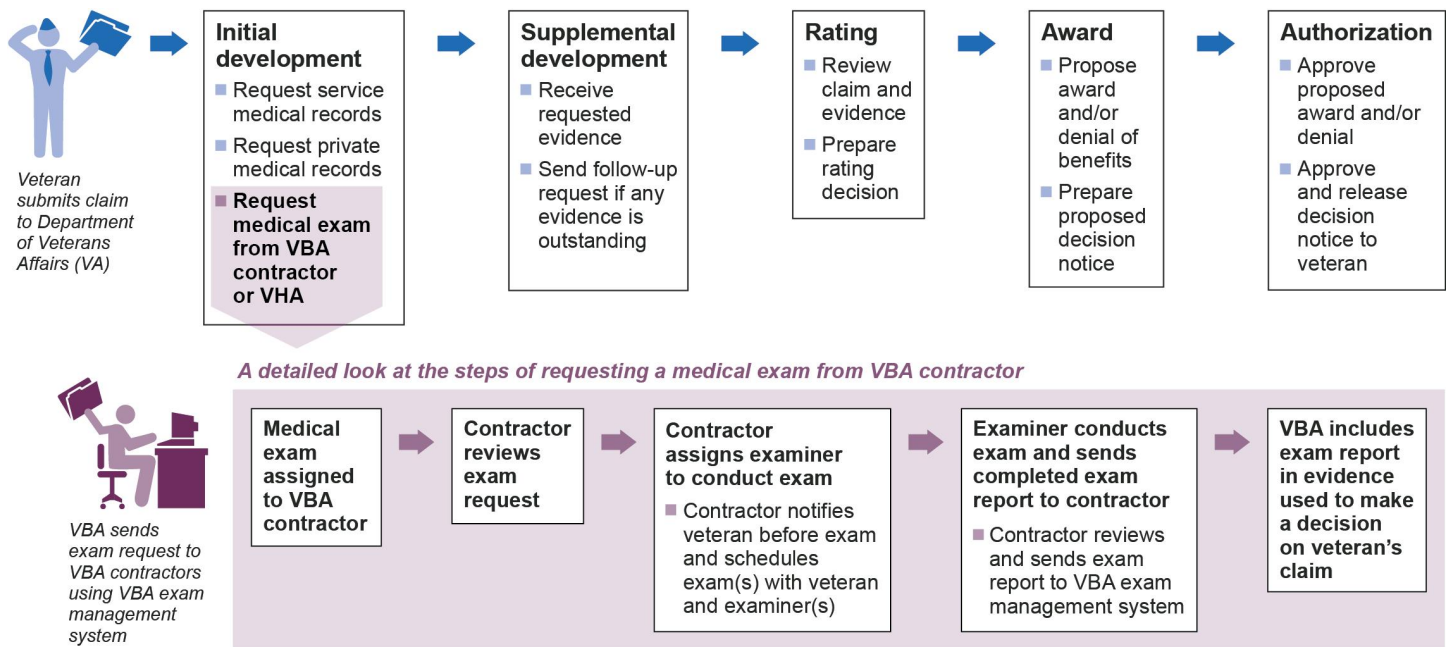 Veteran
submits claim
to Department
of Veterans
Affairs (VA)
Initial
development
Request service
medical records
Request private
medical records
Request
medical exam
from VBA
contractor
or VHA
Supplemental
development
Receive
requested
evidence
Send follow-up
request if any
evidence is
outstanding
Rating
Review
claim and
evidence
Prepare
rating
decision
Award
Propose
award
and/or
denial of
benefits
Prepare
proposed
decision
notice
Authorization
Approve
proposed
award and/or
denial
Approve
and release
decision
notice to
veteran
A detailed look at the steps of requesting a medical exam from VBA contractor
VBA sends
exam request to
VBA contractors
using VBA exam
management
system
Medical
exam
assigned
to VBA
contractor
Contractor
reviews
exam
request
Contractor
assigns examiner
to conduct exam
Contractor notifies
veteran before exam
and schedules
exam(s) with veteran
and examiner(s)
Examiner conducts
exam and sends
completed exam
report to contractor
Contractor reviews
and sends exam
report to VBA exam
management system
VBA includes
exam report
in evidence
used to make
a decision
on veteran’s
claim